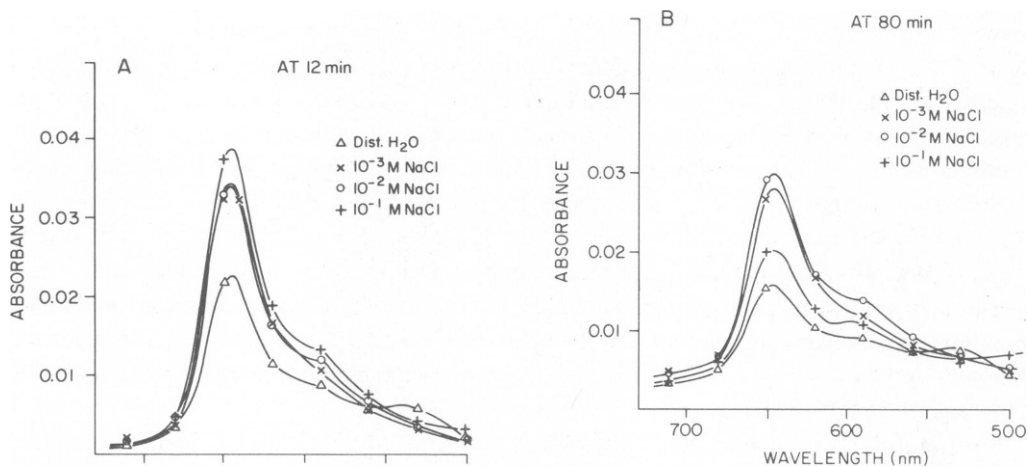 A
AT 12 min
0.04
0.03
0.02
0.01
ABSORBANCE
△ Dist. H₂O
× 10⁻³ M NaCl
○ 10⁻² M NaCl
+ 10⁻¹ M NaCl
B
AT 80 min
0.04
0.03
0.02
0.01
ABSORBANCE
△ Dist. H₂O
× 10⁻³ M NaCl
○ 10⁻² M NaCl
+ 10⁻¹ M NaCl
700
600
500
WAVELENGTH (nm)